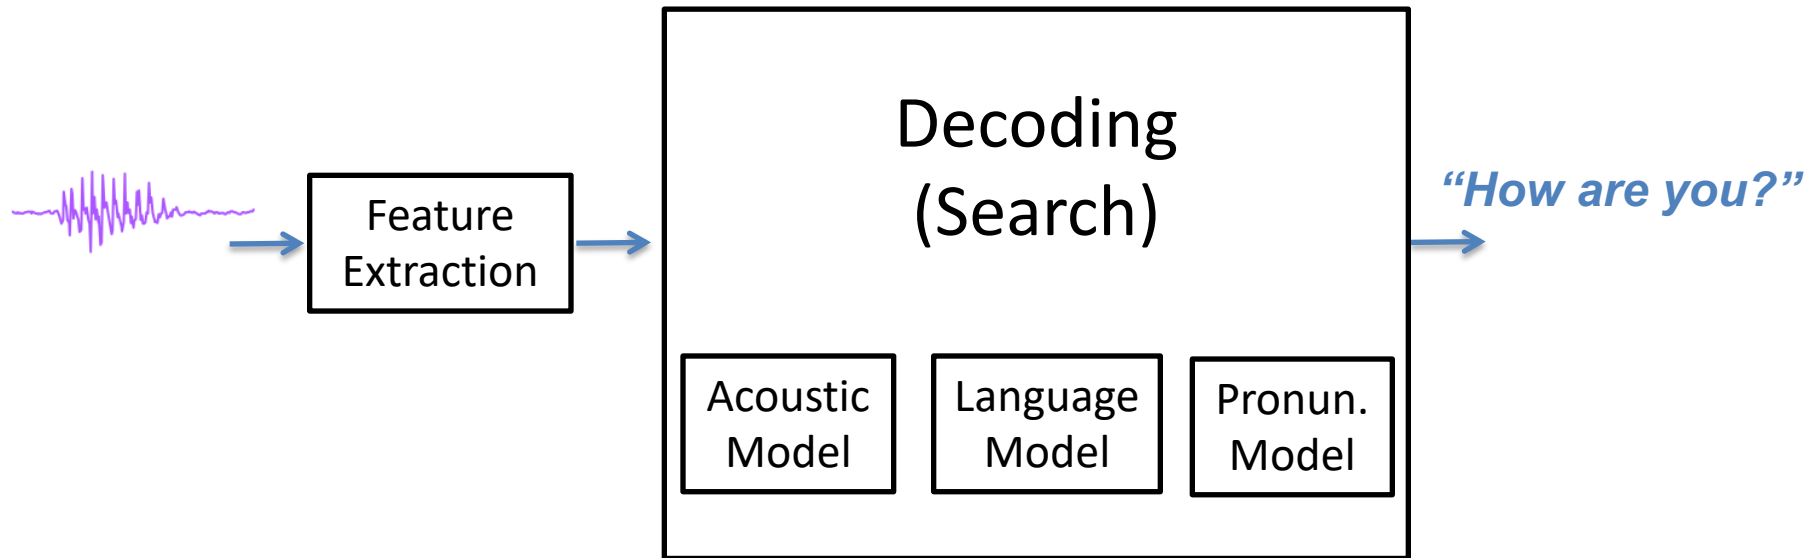 Feature
Extraction
Decoding
(Search)
Acoustic
Model
Language
Model
Pronun.
Model
“How are you?”